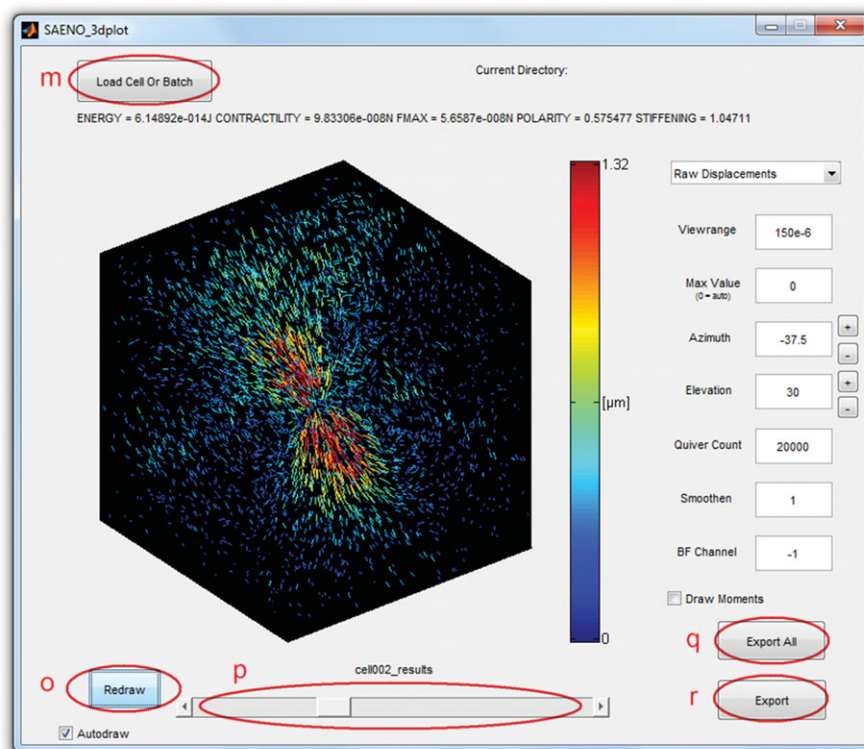 SAENO_3dplot
m
Load Cell Or Batch
Current Directory:
ENERGY = 6.14892e-014J CONTRACTILITY = 9.83306e-008N FMAX = 5.6587e-008N POLARITY = 0.575477 STIFFENING = 1.04711
1.32
[µm]
0
Raw Displacements
Viewrange 150e-6
Max Value 0
(0 = auto)
Azimuth -37.5 + -
Elevation 30 + -
Quiver Count 20000
Smoothen 1
BF Channel -1
Draw Moments
q Export All
o Redraw
p
cell002_results
r Export
Autodraw